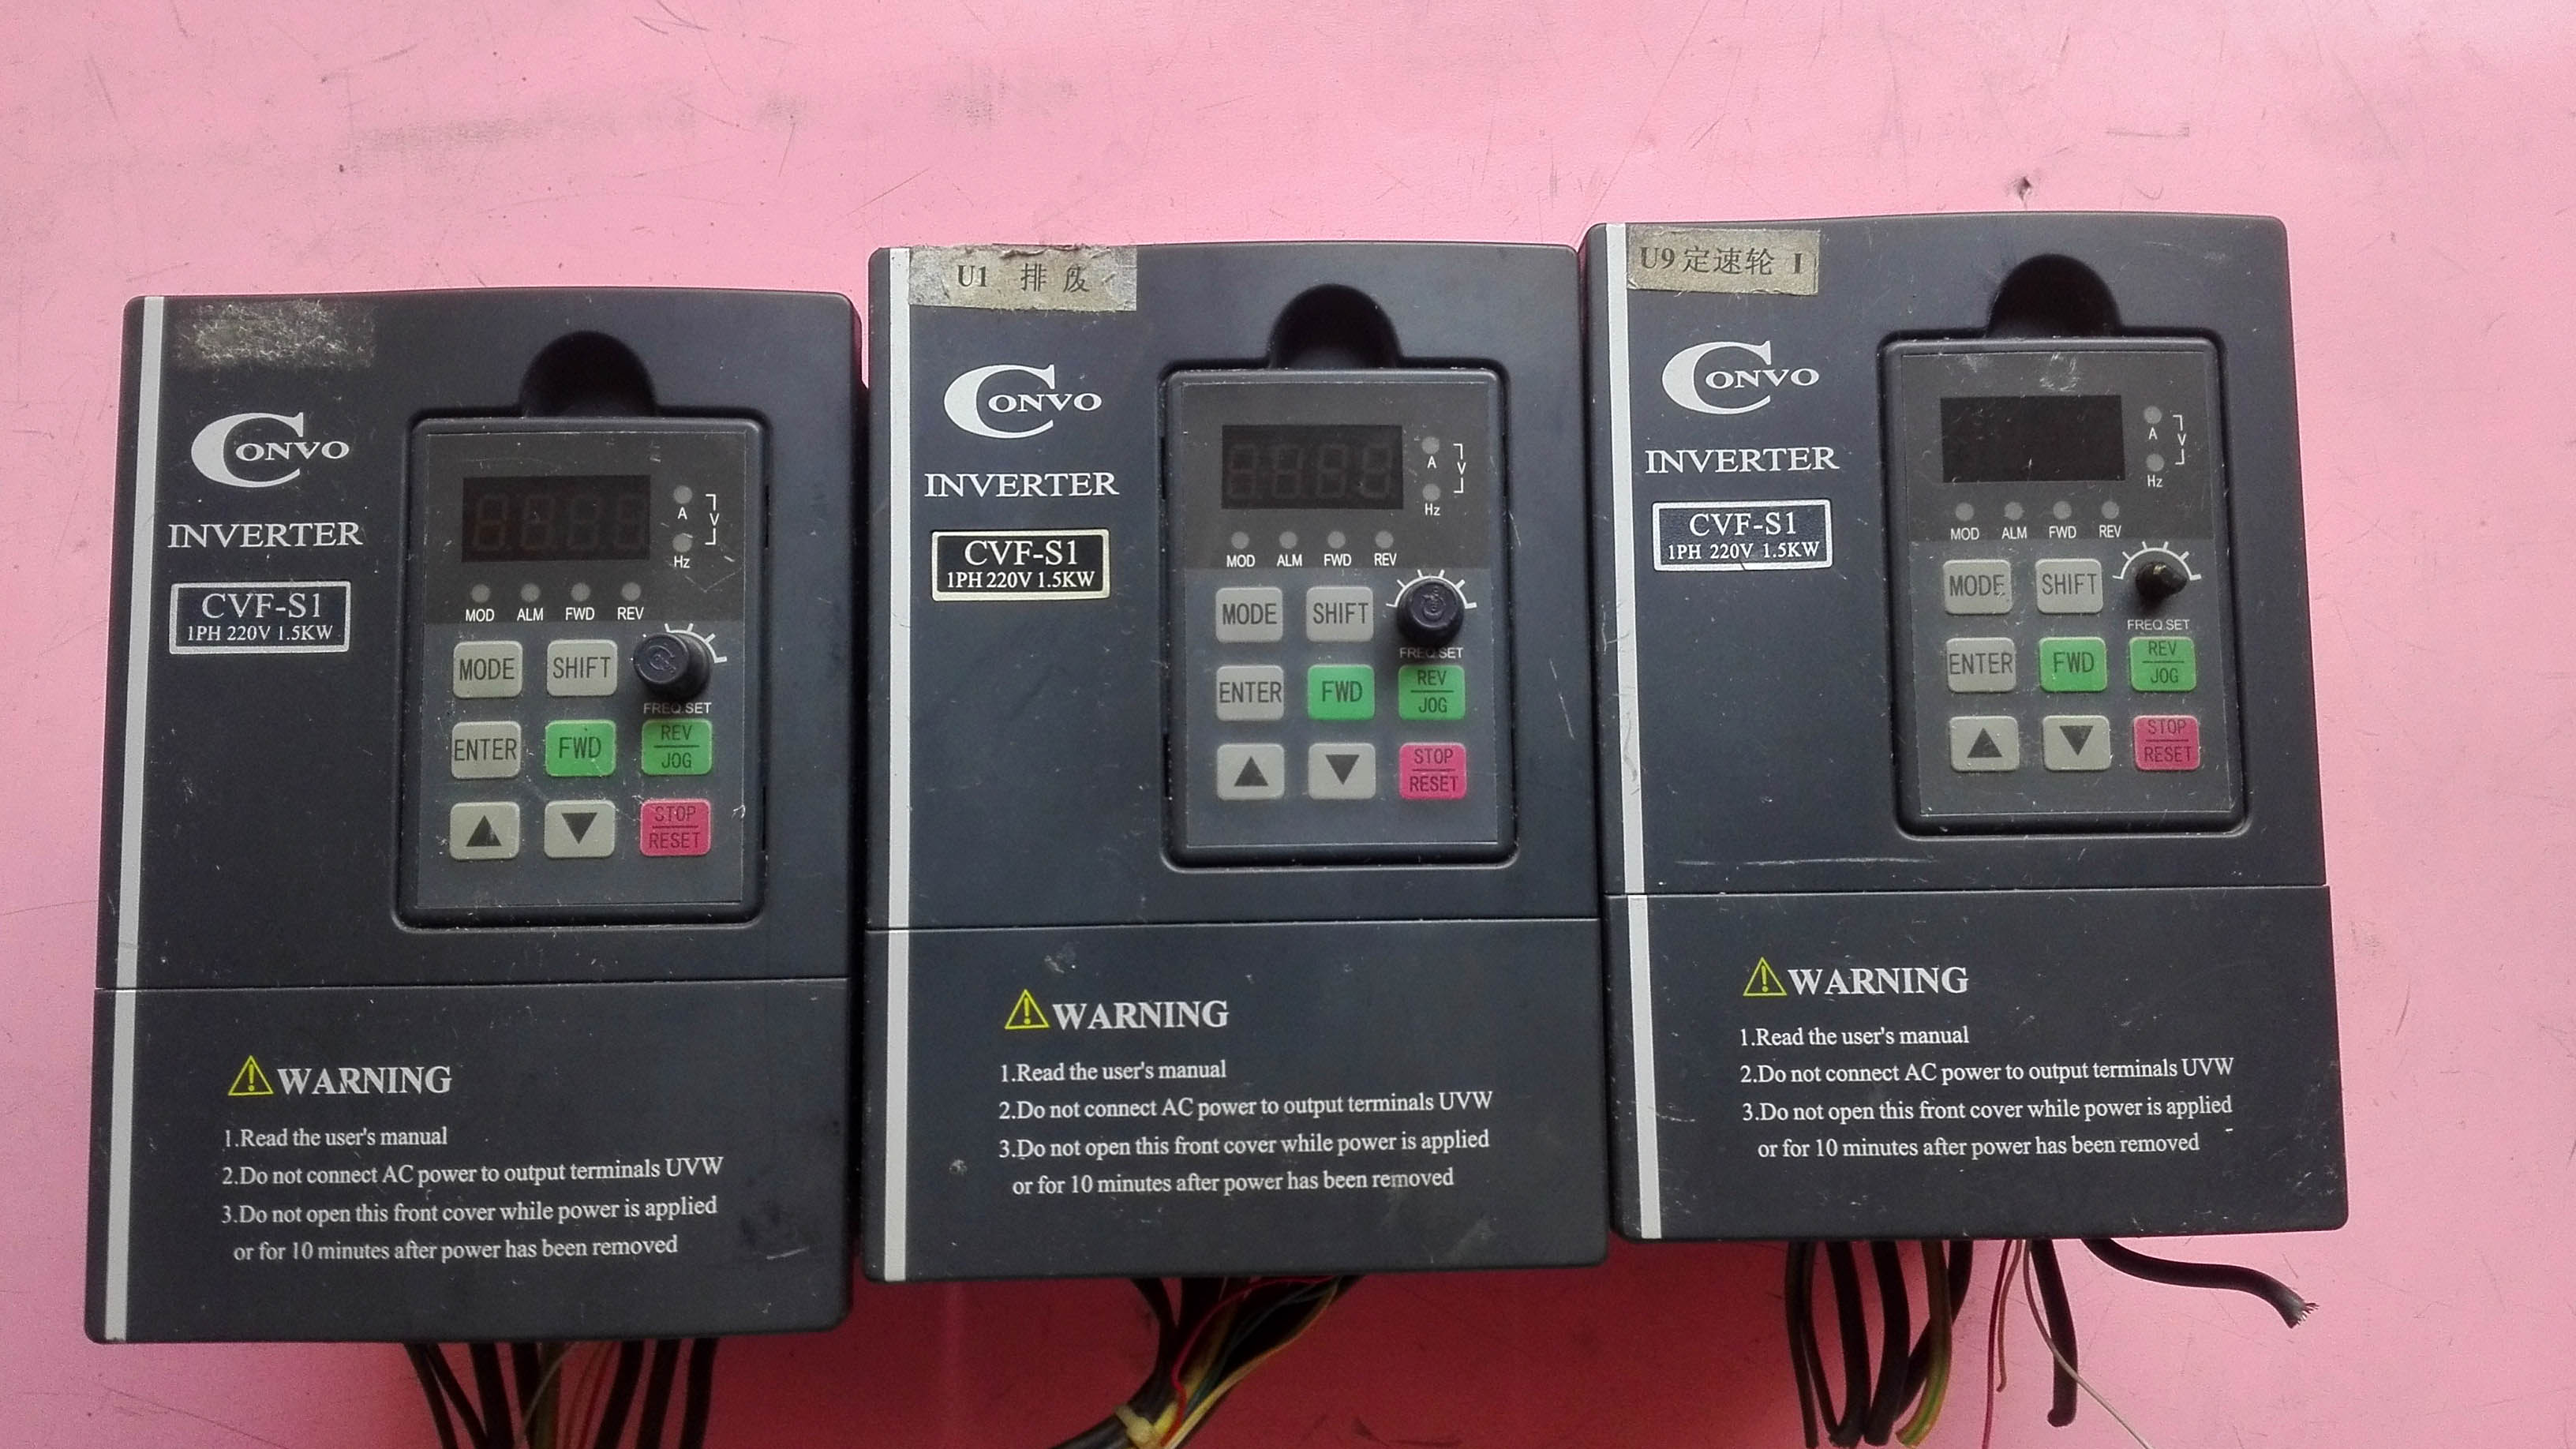 CONVO
INVERTER
CVF-S1
1PH 220V 1.5KW
A
V
Hz
MOD ALM FWD REV
MODE SHIFT
FREQ SET
ENTER FWD REV
JOG
STOP
RESET
WARNING
1.Read the user's manual
2.Do not connect AC power to output terminals UVW
3.Do not open this front cover while power is applied
or for 10 minutes after power has been removed
U1 排 废
CONVO
INVERTER
CVF-S1
1PH 220V 1.5KW
A
V
Hz
MOD ALM FWD REV
MODE SHIFT
FREQ SET
ENTER FWD REV
JOG
STOP
RESET
WARNING
1.Read the user's manual
2.Do not connect AC power to output terminals UVW
3.Do not open this front cover while power is applied
or for 10 minutes after power has been removed
U9 定速轮 I
CONVO
INVERTER
CVF-S1
1PH 220V 1.5KW
A
V
Hz
MOD ALM FWD REV
MODE SHIFT
FREQ SET
ENTER FWD REV
JOG
STOP
RESET
WARNING
1.Read the user's manual
2.Do not connect AC power to output terminals UVW
3.Do not open this front cover while power is applied
or for 10 minutes after power has been removed